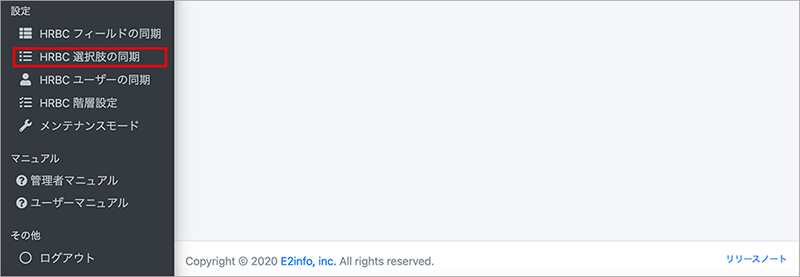 設定
HRBC フィールドの同期
HRBC 選択肢の同期
HRBC ユーザーの同期
HRBC 階層設定
メンテナンスモード
マニュアル
管理者マニュアル
ユーザーマニュアル
その他
ログアウト
Copyright © 2020 E2info, inc. All rights reserved.
リリースノート